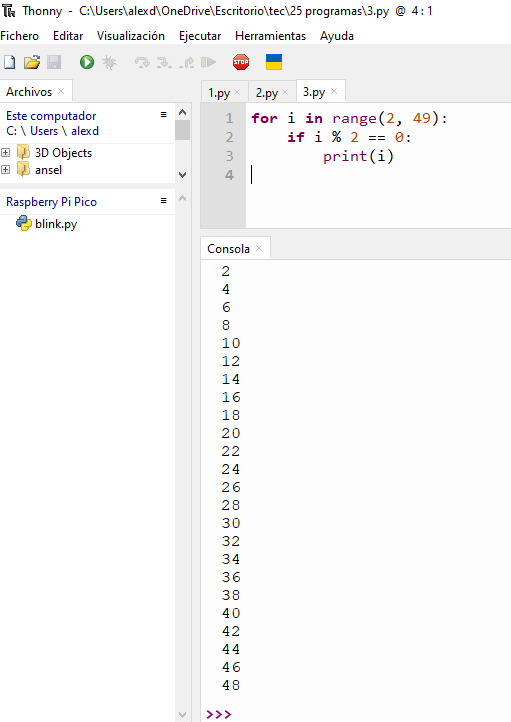 Thonny - C:\Users\alexd\OneDrive\Escritorio\tec\25 programas\3.py @ 4 : 1
Fichero Editar Visualización Ejecutar Herramientas Ayuda
STOP
Archivos ×
Este computador ≡
C: \ Users \ alexd
3D Objects
ansel
Raspberry Pi Pico ≡
blink.py
1.py × 2.py × 3.py ×
1 for i in range(2, 49):
2     if i % 2 == 0:
3         print(i)
4
Consola ×
2
4
6
8
10
12
14
16
18
20
22
24
26
28
30
32
34
36
38
40
42
44
46
48
>>>